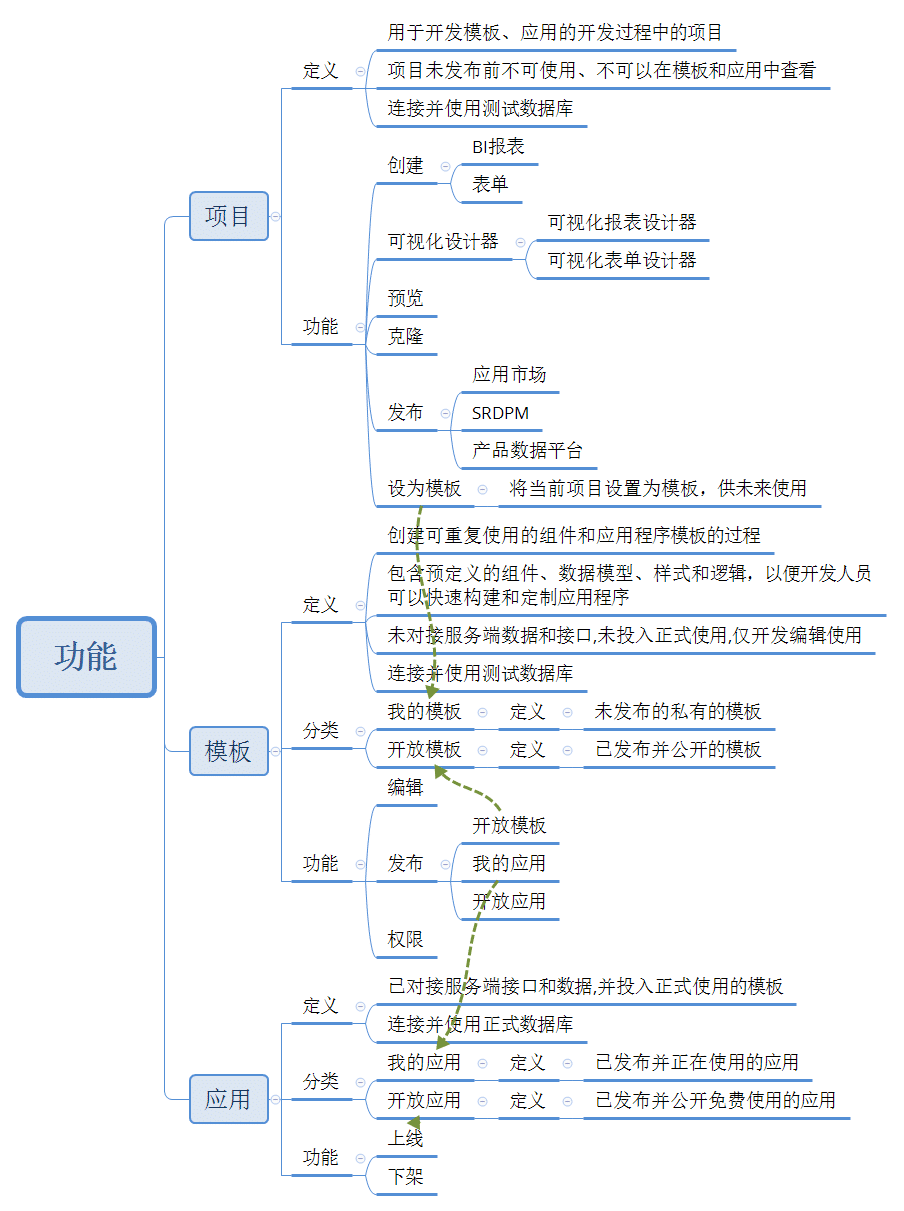 功能
项目
定义
用于开发模板、应用的开发过程中的项目
项目未发布前不可使用、不可以在模板和应用中查看
连接并使用测试数据库
功能
创建
BI报表
表单
可视化设计器
可视化报表设计器
可视化表单设计器
预览
克隆
发布
应用市场
SRDPM
产品数据平台
设为模板
将当前项目设置为模板，供未来使用
模板
定义
创建可重复使用的组件和应用程序模板的过程
包含预定义的组件、数据模型、样式和逻辑，以便开发人员
可以快速构建和定制应用程序
未对接服务端数据和接口,未投入正式使用,仅开发编辑使用
连接并使用测试数据库
分类
我的模板
定义
未发布的私有的模板
开放模板
定义
已发布并公开的模板
功能
编辑
发布
开放模板
我的应用
开放应用
权限
应用
定义
已对接服务端接口和数据,并投入正式使用的模板
连接并使用正式数据库
分类
我的应用
定义
已发布并正在使用的应用
开放应用
定义
已发布并公开免费使用的应用
功能
上线
下架